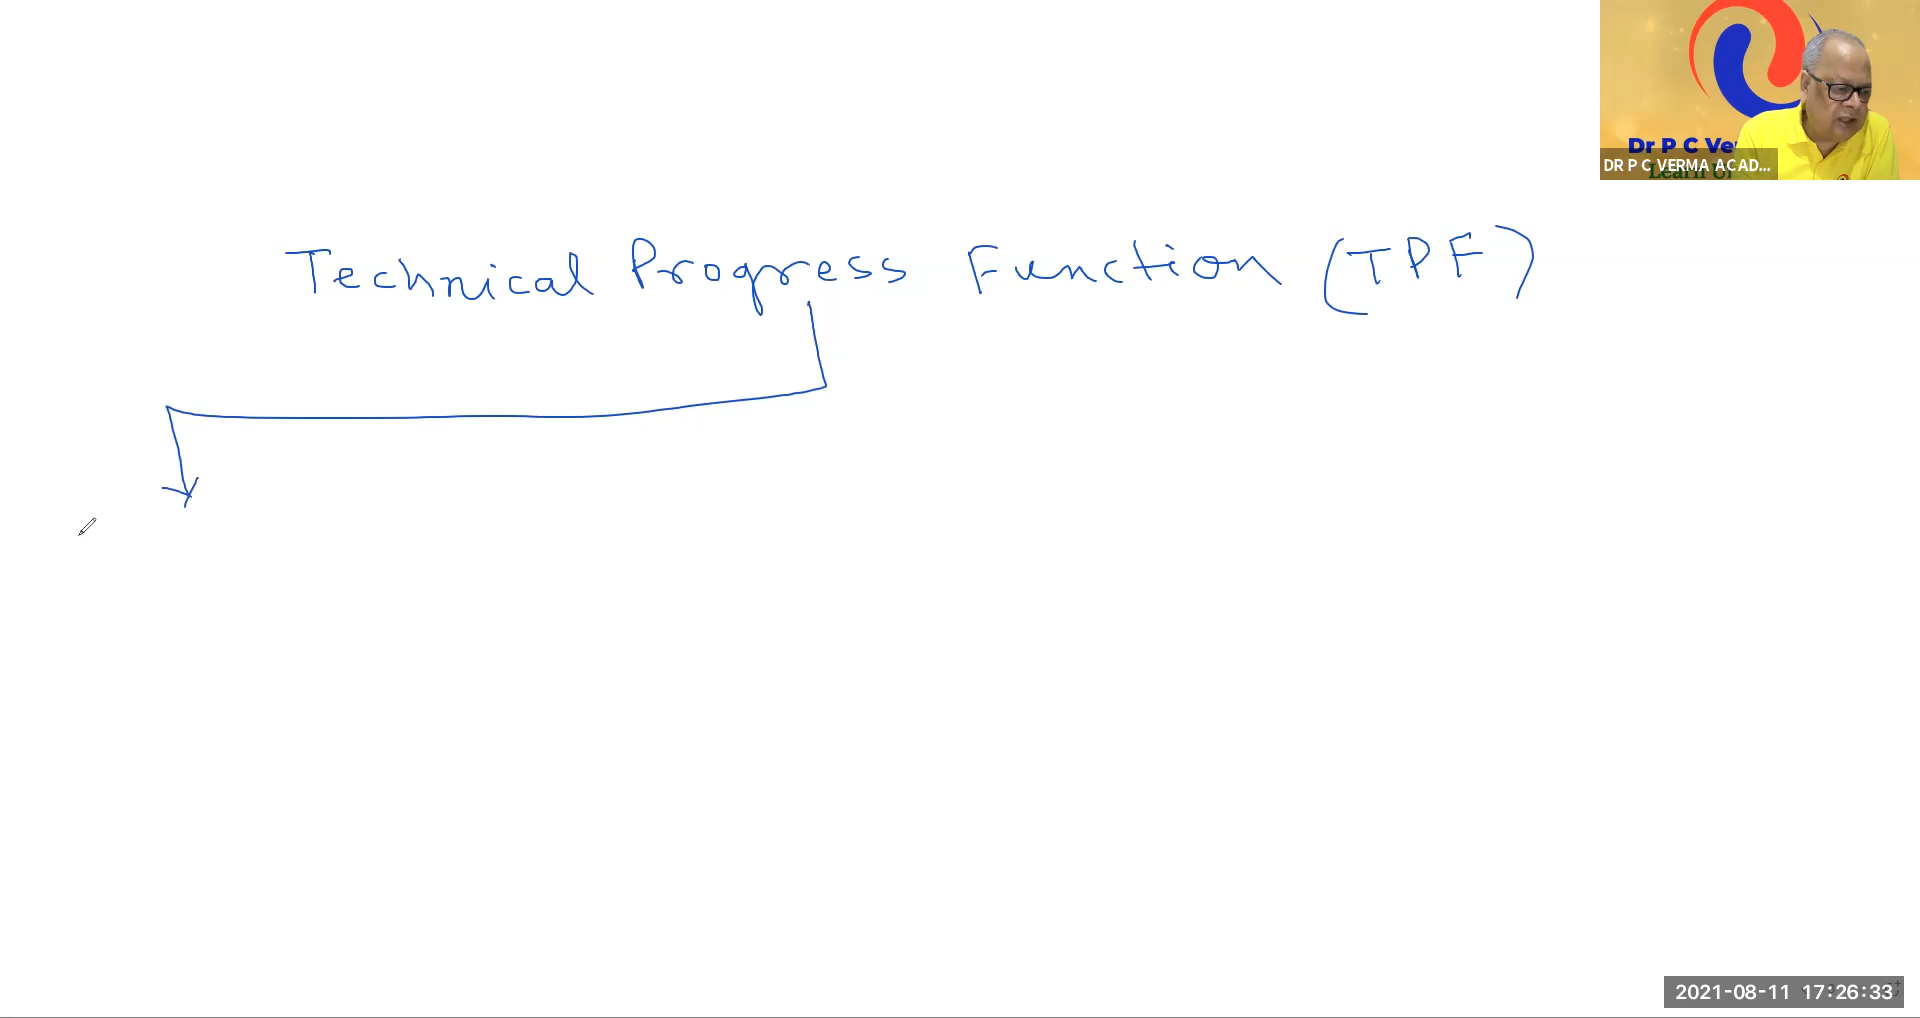 Dr P C Ve
DR P C VERMA ACAD...
Technical Progress Function (TPF)
2021-08-11 17:26:33